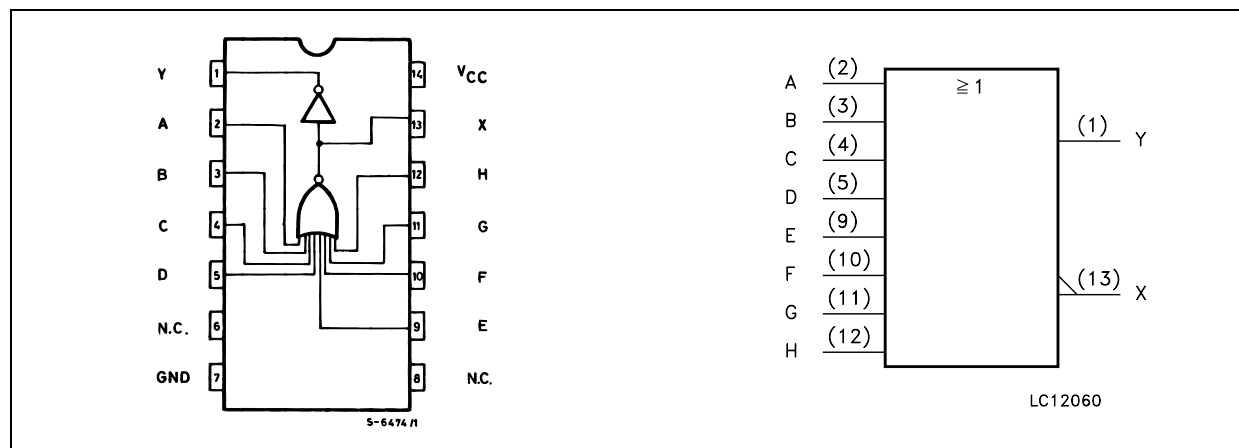 Y 1 14 VCC
A 2 13 X
B 3 12 H
C 4 11 G
D 5 10 F
N.C. 6 9 E
GND 7 8 N.C.
S-6474/1
≧ 1
A (2)
B (3)
C (4)
D (5)
E (9)
F (10)
G (11)
H (12)
(1) Y
(13) X
LC12060